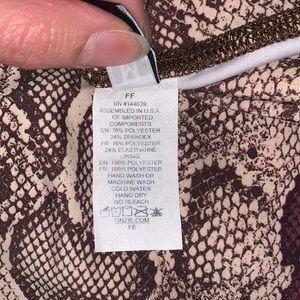 FF
RN #144639
ASSEMBLED IN U.S.A.
OF IMPORTED
COMPONENTS
EN: 76% POLYESTER
24% SPANDEX
FR: 76% POLYESTER
24% ELASTHANNE
LINING
EN: 100% POLYESTER
FR: 100% POLYESTER
HAND WASH OR
MACHINE WASH
COLD WATER
HANG DRY
NO BLEACH
ONZIE.COM
FF